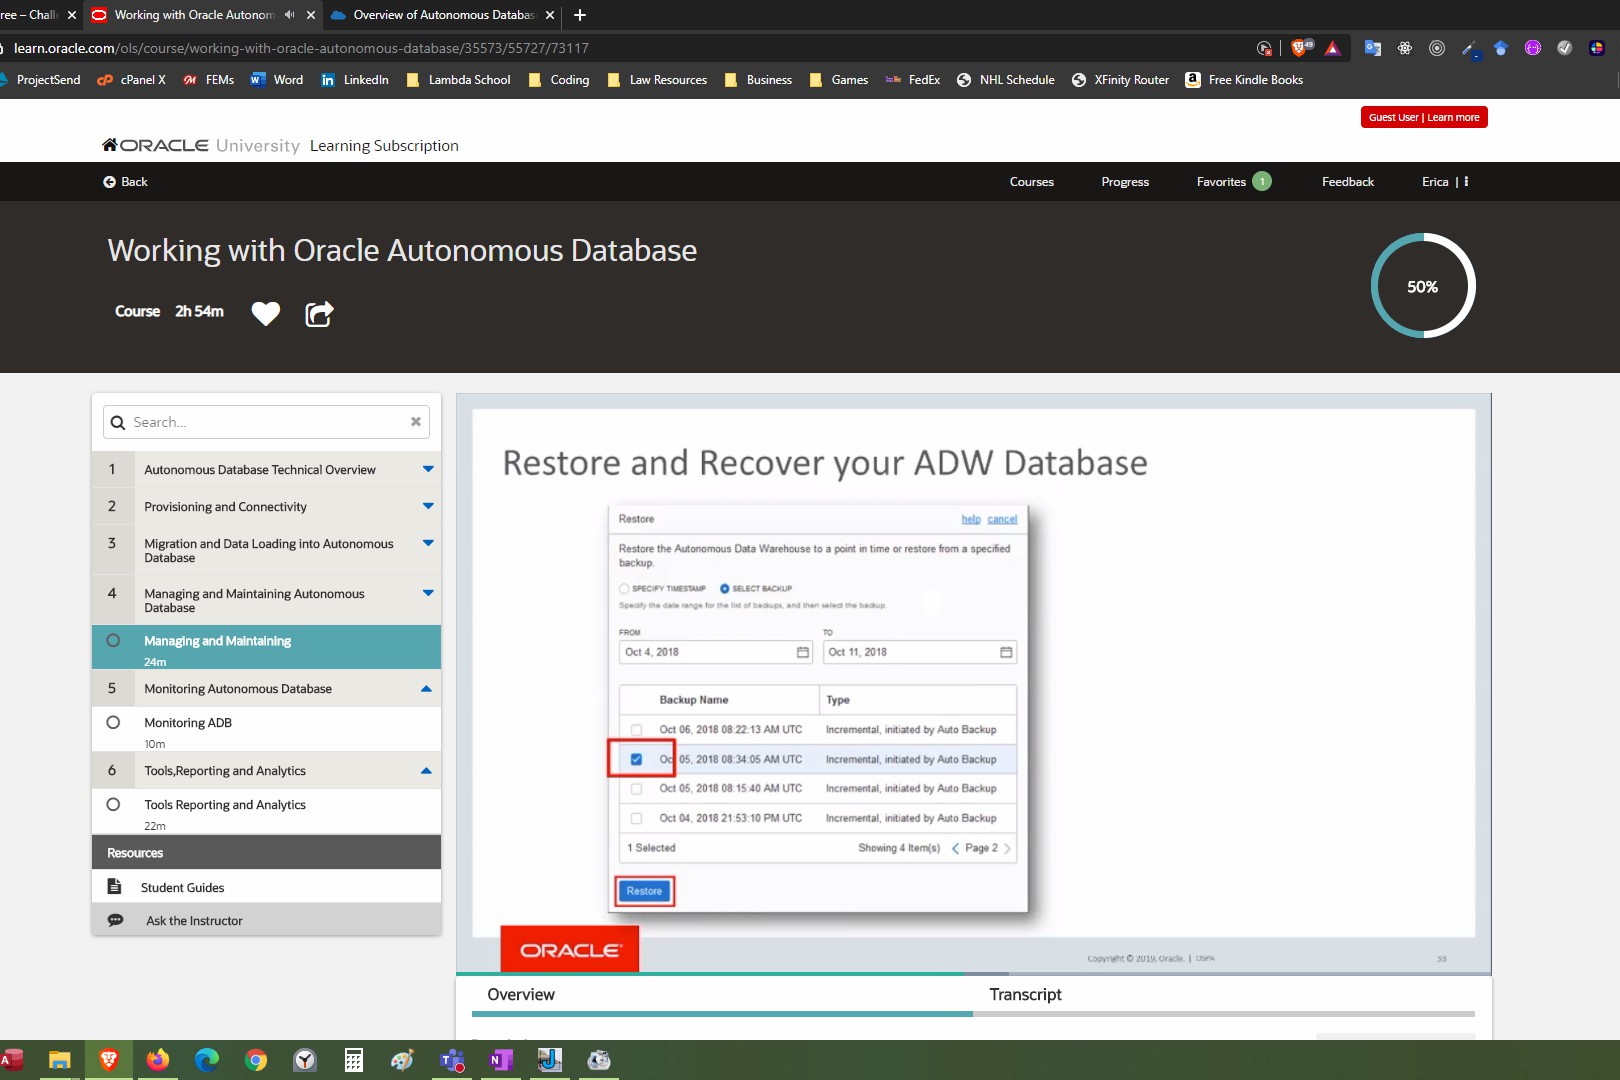 ree – Chall
Working with Oracle Autonom
Overview of Autonomous Databas
learn.oracle.com/ols/course/working-with-oracle-autonomous-database/35573/55727/73117
49
ProjectSend
cPanel X
FEMs
Word
LinkedIn
Lambda School
Coding
Law Resources
Business
Games
FedEx
NHL Schedule
XFinity Router
Free Kindle Books
Guest User | Learn more
ORACLE University Learning Subscription
Back
Courses
Progress
Favorites 1
Feedback
Erica |
Working with Oracle Autonomous Database
Course 2h 54m
50%
Search...
1 Autonomous Database Technical Overview
2 Provisioning and Connectivity
3 Migration and Data Loading into Autonomous
Database
4 Managing and Maintaining Autonomous
Database
Managing and Maintaining
24m
5 Monitoring Autonomous Database
Monitoring ADB
10m
6 Tools,Reporting and Analytics
Tools Reporting and Analytics
22m
Resources
Student Guides
Ask the Instructor
Restore and Recover your ADW Database
Restore help cancel
Restore the Autonomous Data Warehouse to a point in time or restore from a specified
backup.
SPECIFY TIMESTAMP SELECT BACKUP
Specify the date range for the list of backups, and then select the backup.
FROM TO
Oct 4, 2018 Oct 11, 2018
Backup Name Type
Oct 06, 2018 08:22:13 AM UTC Incremental, initiated by Auto Backup
Oct 05, 2018 08:34:05 AM UTC Incremental, initiated by Auto Backup
Oct 05, 2018 08:15:40 AM UTC Incremental, initiated by Auto Backup
Oct 04, 2018 21:53:10 PM UTC Incremental, initiated by Auto Backup
1 Selected Showing 4 Item(s) Page 2
Restore
ORACLE
Copyright © 2019, Oracle. |
Overview
Transcript